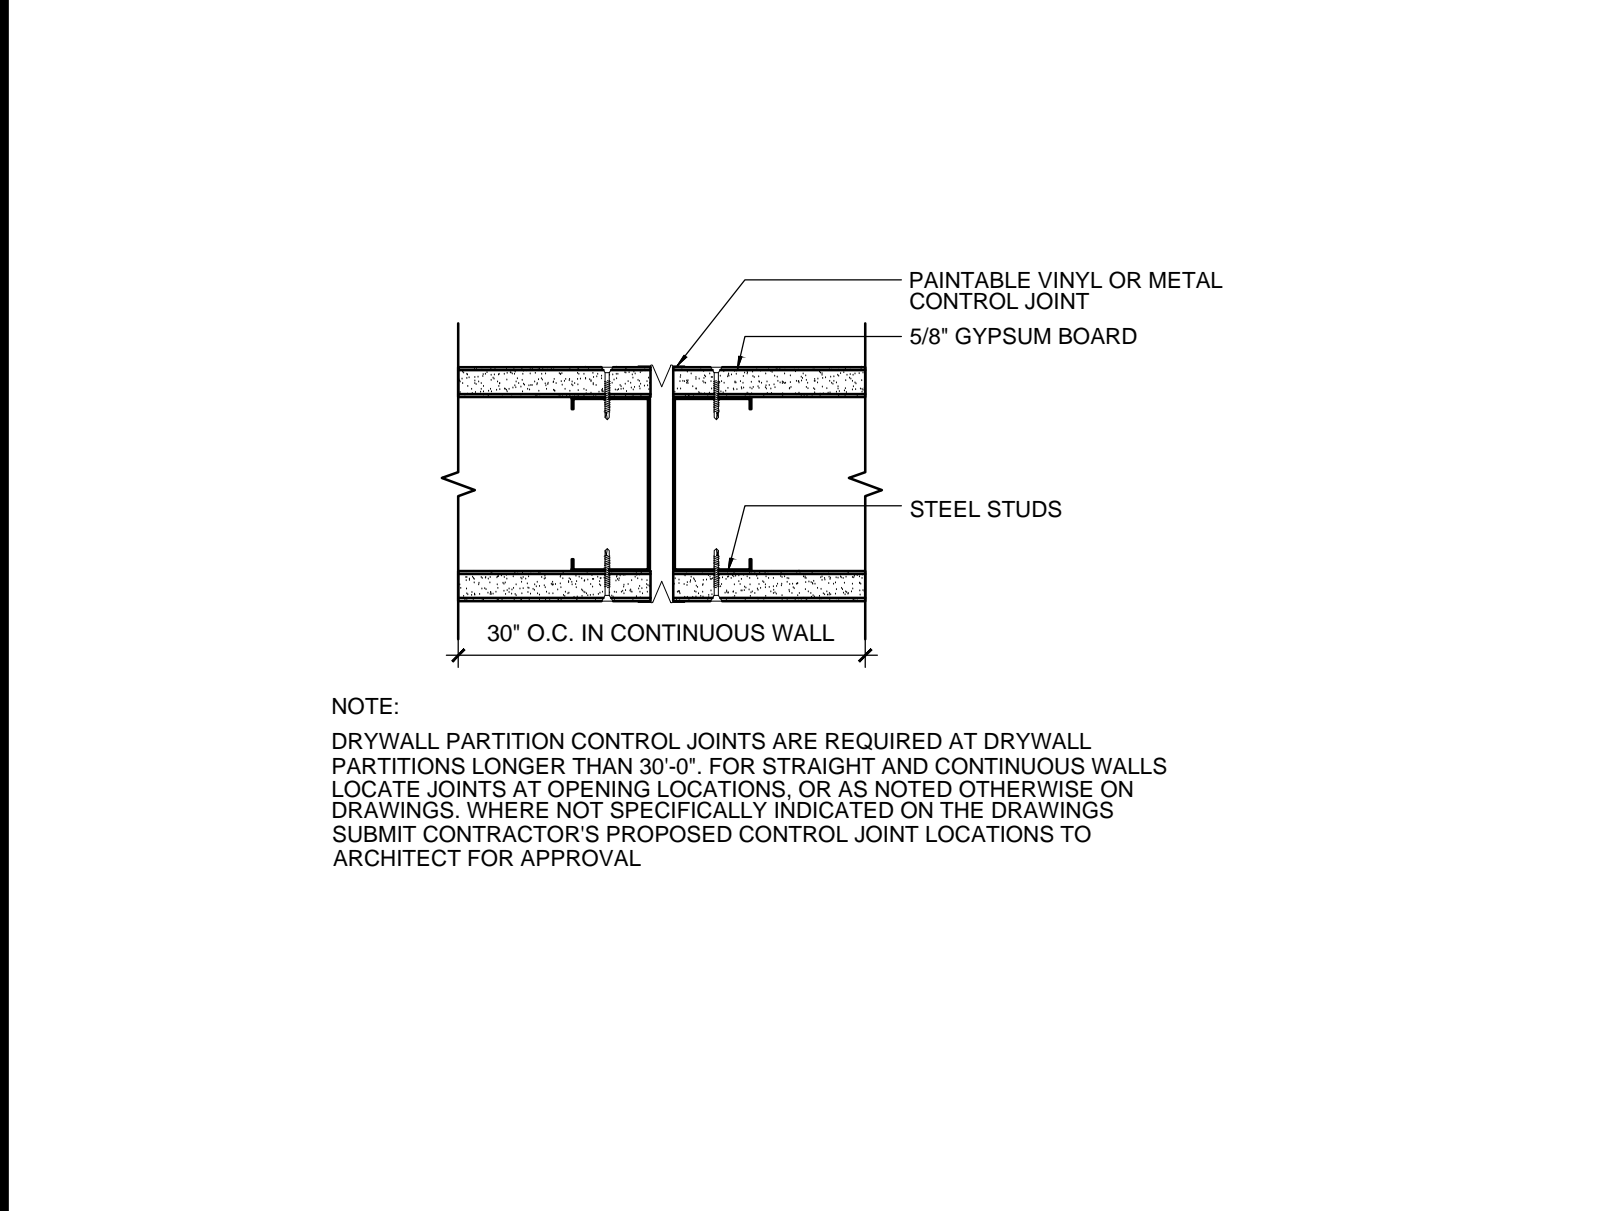 PAINTABLE VINYL OR METAL
CONTROL JOINT
5/8" GYPSUM BOARD
STEEL STUDS
30" O.C. IN CONTINUOUS WALL
NOTE:
DRYWALL PARTITION CONTROL JOINTS ARE REQUIRED AT DRYWALL
PARTITIONS LONGER THAN 30'-0". FOR STRAIGHT AND CONTINUOUS WALLS
LOCATE JOINTS AT OPENING LOCATIONS, OR AS NOTED OTHERWISE ON
DRAWINGS. WHERE NOT SPECIFICALLY INDICATED ON THE DRAWINGS
SUBMIT CONTRACTOR'S PROPOSED CONTROL JOINT LOCATIONS TO
ARCHITECT FOR APPROVAL